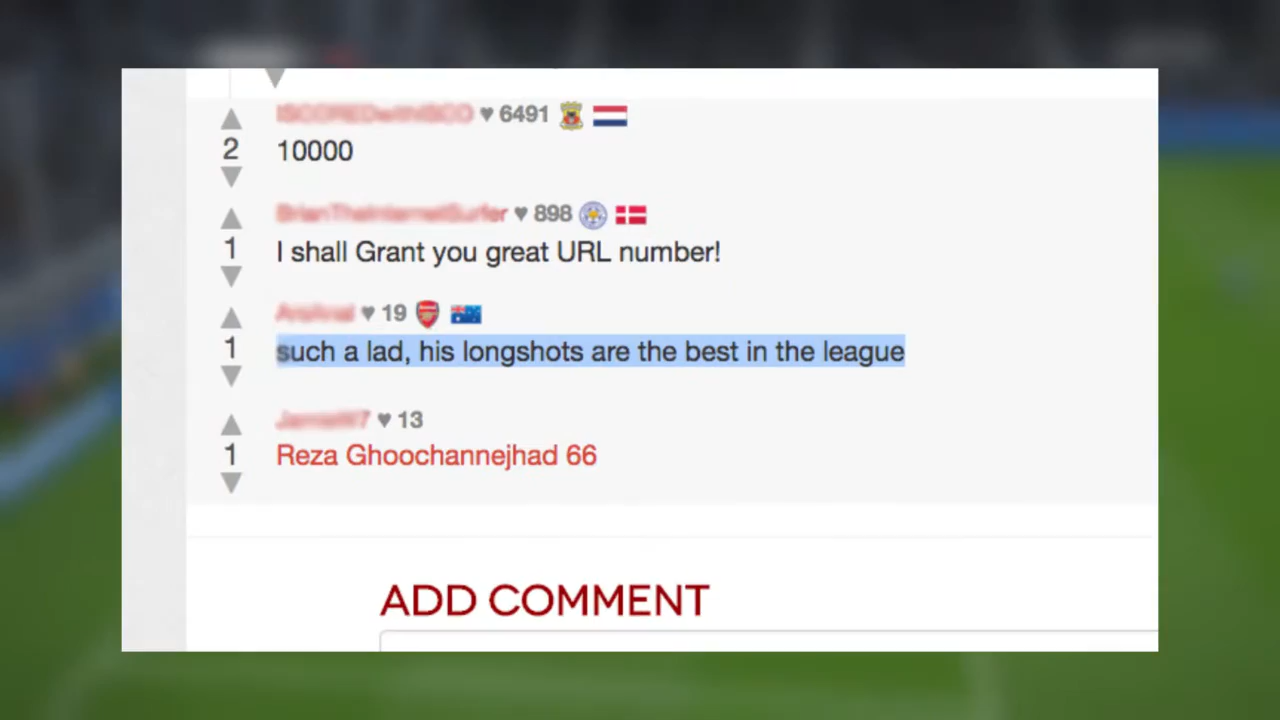 6491
2
10000
898
1
I shall Grant you great URL number!
19
1
such a lad, his longshots are the best in the league
13
1
Reza Ghoochannejhad 66
ADD COMMENT